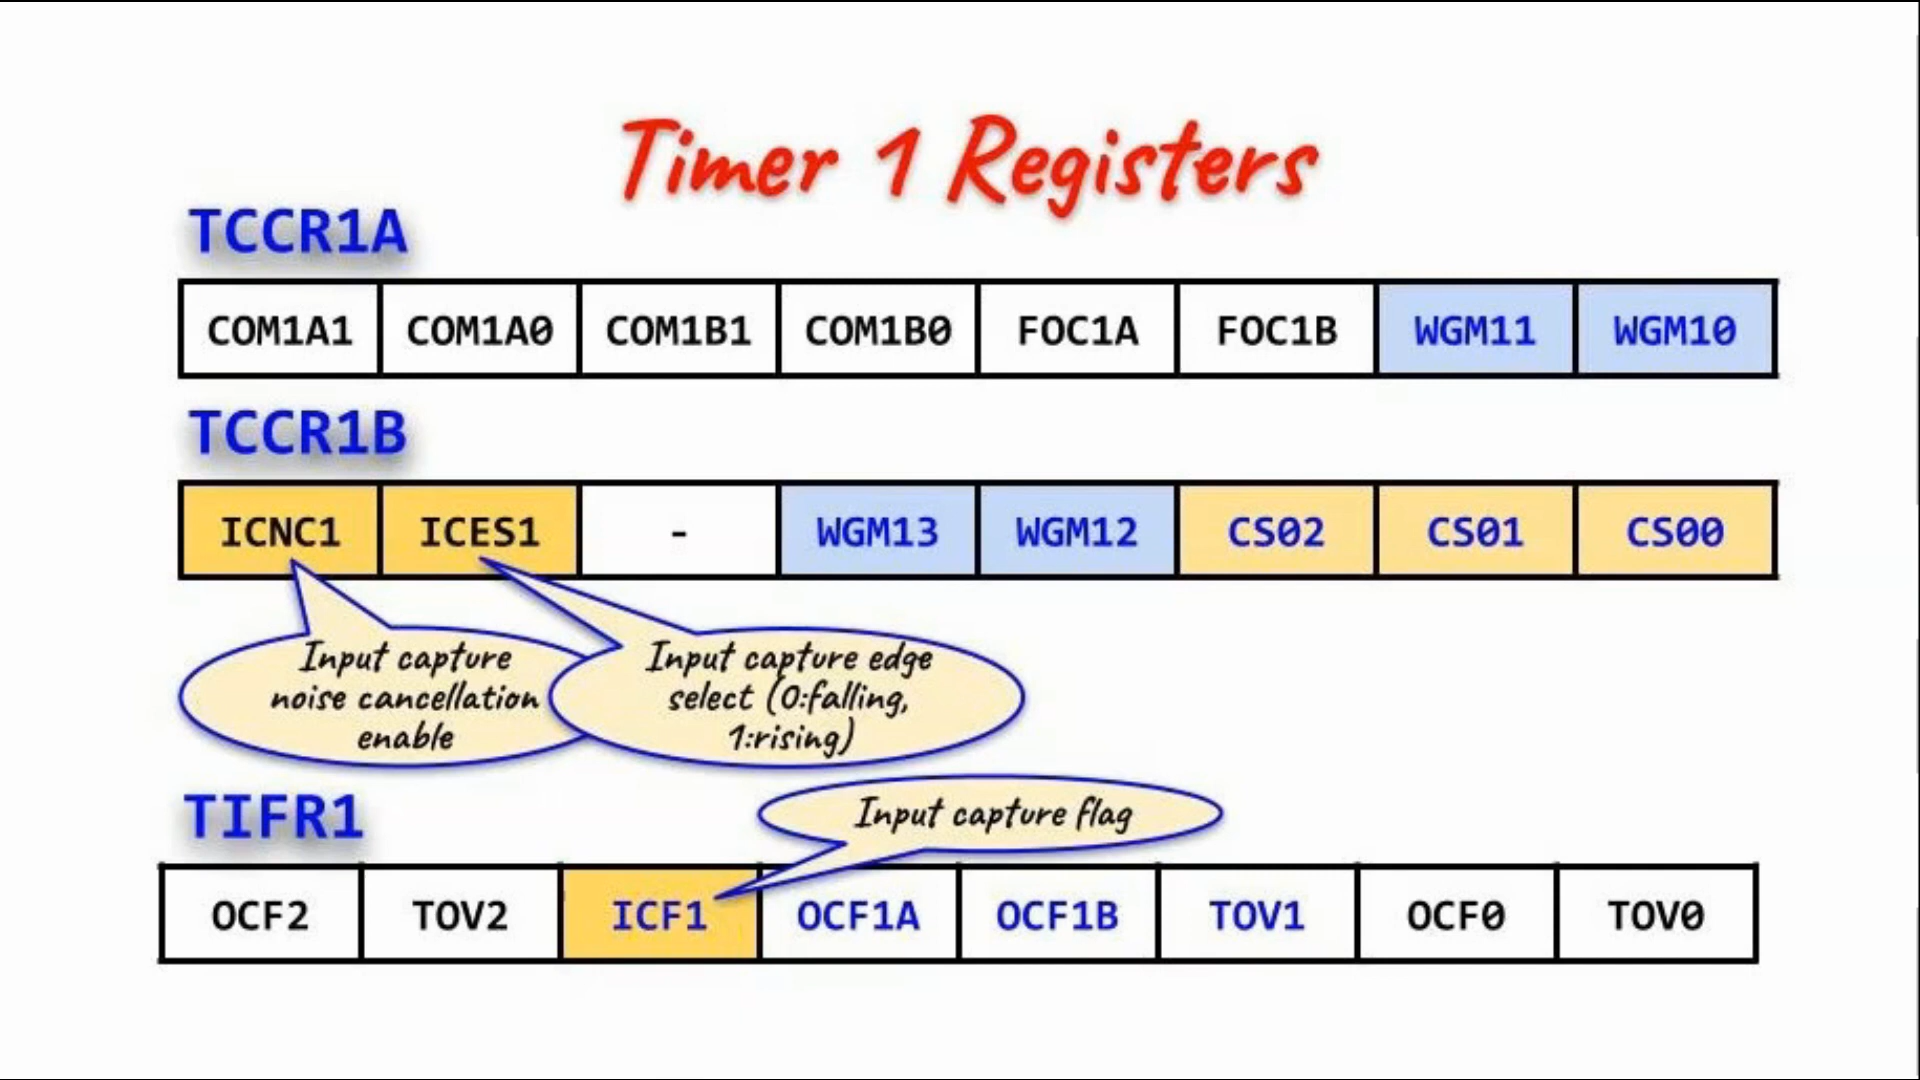 Timer 1 Registers
TCCR1A
COM1A1 COM1A0 COM1B1 COM1B0 FOC1A FOC1B WGM11 WGM10
TCCR1B
ICNC1 ICES1 - WGM13 WGM12 CS02 CS01 CS00
Input capture
noise cancellation
enable
Input capture edge
select (0:falling,
1:rising)
Input capture flag
TIFR1
OCF2 TOV2 ICF1 OCF1A OCF1B TOV1 OCF0 TOV0